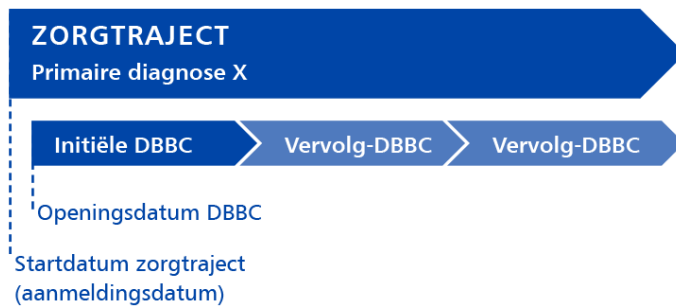 ZORGTRAJECT
Primaire diagnose X
Initiële DBBC
Vervolg-DBBC
Vervolg-DBBC
Openingsdatum DBBC
Startdatum zorgtraject
(aanmeldingsdatum)